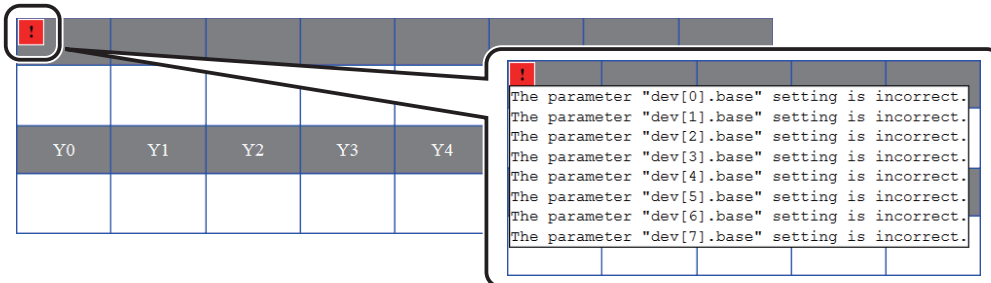 !
Y0 Y1 Y2 Y3 Y4
!
The parameter "dev[0].base" setting is incorrect.
The parameter "dev[1].base" setting is incorrect.
The parameter "dev[2].base" setting is incorrect.
The parameter "dev[3].base" setting is incorrect.
The parameter "dev[4].base" setting is incorrect.
The parameter "dev[5].base" setting is incorrect.
The parameter "dev[6].base" setting is incorrect.
The parameter "dev[7].base" setting is incorrect.